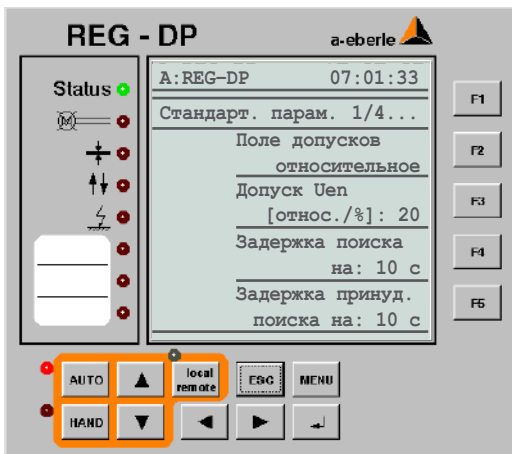 REG - DP
a-eberle
Status
A:REG-DP 07:01:33
Стандарт. парам. 1/4...
Поле допусков
относительное
Допуск Uen
[относ./%]: 20
Задержка поиска
на: 10 с
Задержка принуд.
поиска на: 10 с
F1
F2
F3
F4
F5
AUTO
local
remote
ESC
MENU
HAND